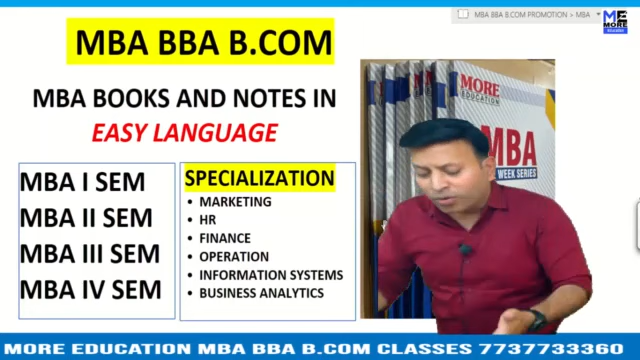 MBA BBA B.COM PROMOTION > MBA
ME
MORE
MBA BBA B.COM
MBA BOOKS AND NOTES IN
EASY LANGUAGE
MBA I SEM
MBA II SEM
MBA III SEM
MBA IV SEM
SPECIALIZATION
• MARKETING
• HR
• FINANCE
• OPERATION
• INFORMATION SYSTEMS
• BUSINESS ANALYTICS
MORE
EDUCATION
MBA
WEEK SERIES
MORE EDUCATION MBA BBA B.COM CLASSES 7737733360